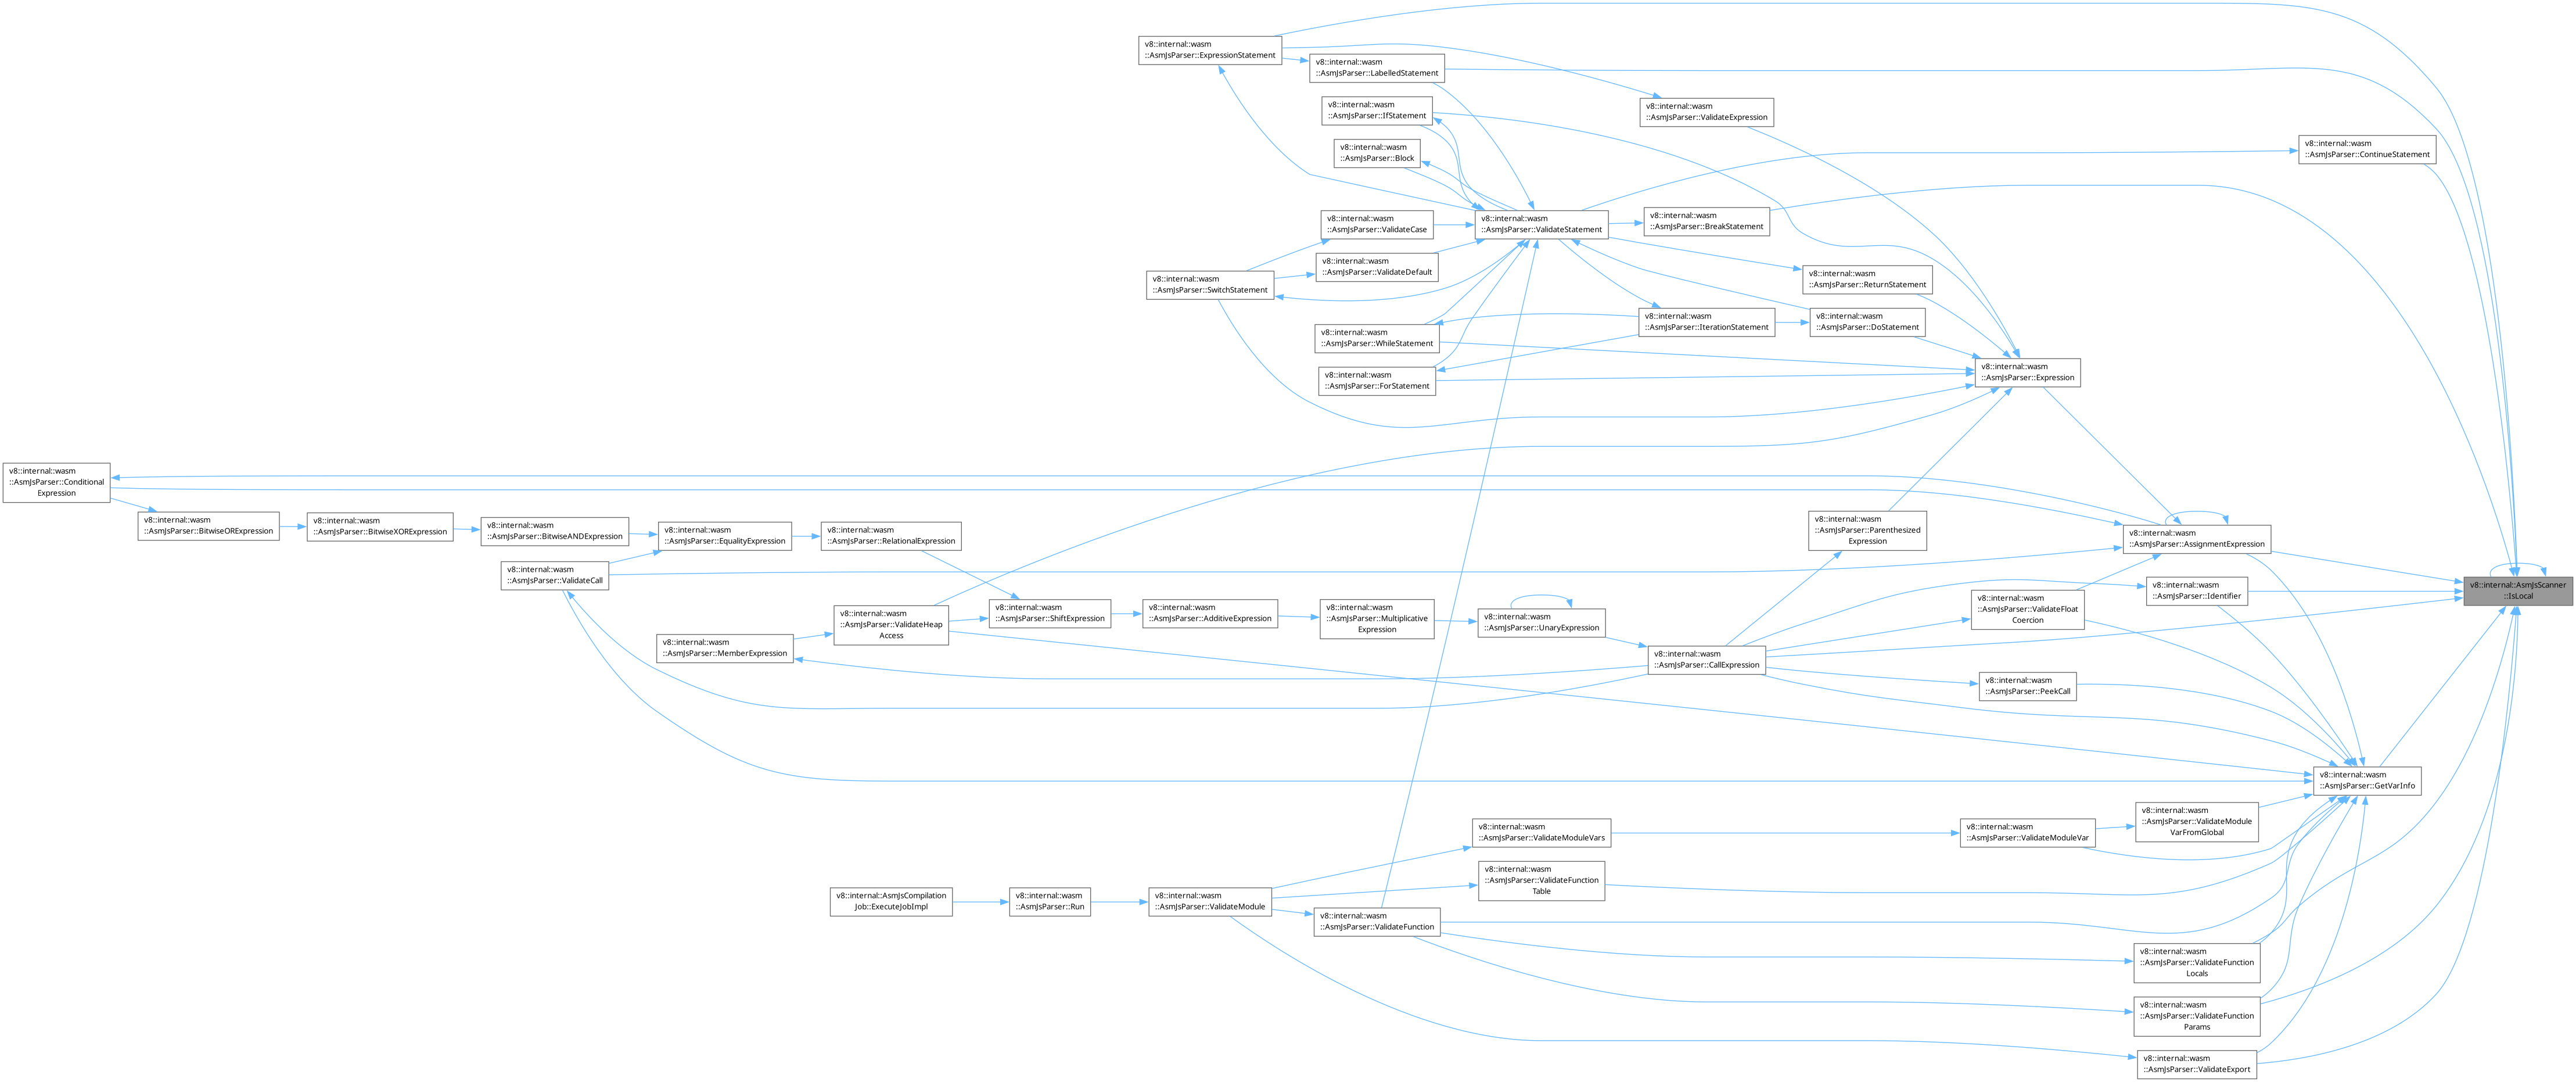 v8::internal::wasm
::AsmJsParser::ExpressionStatement
v8::internal::wasm
::AsmJsParser::LabelledStatement
v8::internal::wasm
::AsmJsParser::IfStatement
v8::internal::wasm
::AsmJsParser::ValidateExpression
v8::internal::wasm
::AsmJsParser::Block
v8::internal::wasm
::AsmJsParser::ContinueStatement
v8::internal::wasm
::AsmJsParser::ValidateCase
v8::internal::wasm
::AsmJsParser::ValidateStatement
v8::internal::wasm
::AsmJsParser::BreakStatement
v8::internal::wasm
::AsmJsParser::SwitchStatement
v8::internal::wasm
::AsmJsParser::ValidateDefault
v8::internal::wasm
::AsmJsParser::ReturnStatement
v8::internal::wasm
::AsmJsParser::WhileStatement
v8::internal::wasm
::AsmJsParser::IterationStatement
v8::internal::wasm
::AsmJsParser::DoStatement
v8::internal::wasm
::AsmJsParser::ForStatement
v8::internal::wasm
::AsmJsParser::Expression
v8::internal::wasm
::AsmJsParser::Conditional
Expression
v8::internal::wasm
::AsmJsParser::BitwiseORExpression
v8::internal::wasm
::AsmJsParser::BitwiseXORExpression
v8::internal::wasm
::AsmJsParser::BitwiseANDExpression
v8::internal::wasm
::AsmJsParser::EqualityExpression
v8::internal::wasm
::AsmJsParser::RelationalExpression
v8::internal::wasm
::AsmJsParser::Parenthesized
Expression
v8::internal::wasm
::AsmJsParser::AssignmentExpression
v8::internal::wasm
::AsmJsParser::ValidateCall
v8::internal::wasm
::AsmJsParser::Identifier
v8::internal::AsmJsScanner
::IsLocal
v8::internal::wasm
::AsmJsParser::MemberExpression
v8::internal::wasm
::AsmJsParser::ValidateHeap
Access
v8::internal::wasm
::AsmJsParser::ShiftExpression
v8::internal::wasm
::AsmJsParser::AdditiveExpression
v8::internal::wasm
::AsmJsParser::Multiplicative
Expression
v8::internal::wasm
::AsmJsParser::UnaryExpression
v8::internal::wasm
::AsmJsParser::ValidateFloat
Coercion
v8::internal::wasm
::AsmJsParser::CallExpression
v8::internal::wasm
::AsmJsParser::PeekCall
v8::internal::wasm
::AsmJsParser::GetVarInfo
v8::internal::wasm
::AsmJsParser::ValidateModuleVars
v8::internal::wasm
::AsmJsParser::ValidateModuleVar
v8::internal::wasm
::AsmJsParser::ValidateModule
VarFromGlobal
v8::internal::wasm
::AsmJsParser::ValidateFunction
Table
v8::internal::AsmJsCompilation
Job::ExecuteJobImpl
v8::internal::wasm
::AsmJsParser::Run
v8::internal::wasm
::AsmJsParser::ValidateModule
v8::internal::wasm
::AsmJsParser::ValidateFunction
v8::internal::wasm
::AsmJsParser::ValidateFunction
Locals
v8::internal::wasm
::AsmJsParser::ValidateFunction
Params
v8::internal::wasm
::AsmJsParser::ValidateExport